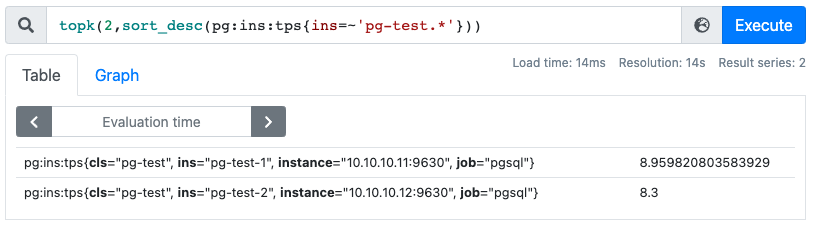 topk(2,sort_desc(pg:ins:tps{ins=~'pg-test.*'}))
Execute
Table
Graph
Load time: 14ms Resolution: 14s Result series: 2
Evaluation time
pg:ins:tps{cls="pg-test", ins="pg-test-1", instance="10.10.10.11:9630", job="pgsql"} 8.959820803583929
pg:ins:tps{cls="pg-test", ins="pg-test-2", instance="10.10.10.12:9630", job="pgsql"} 8.3